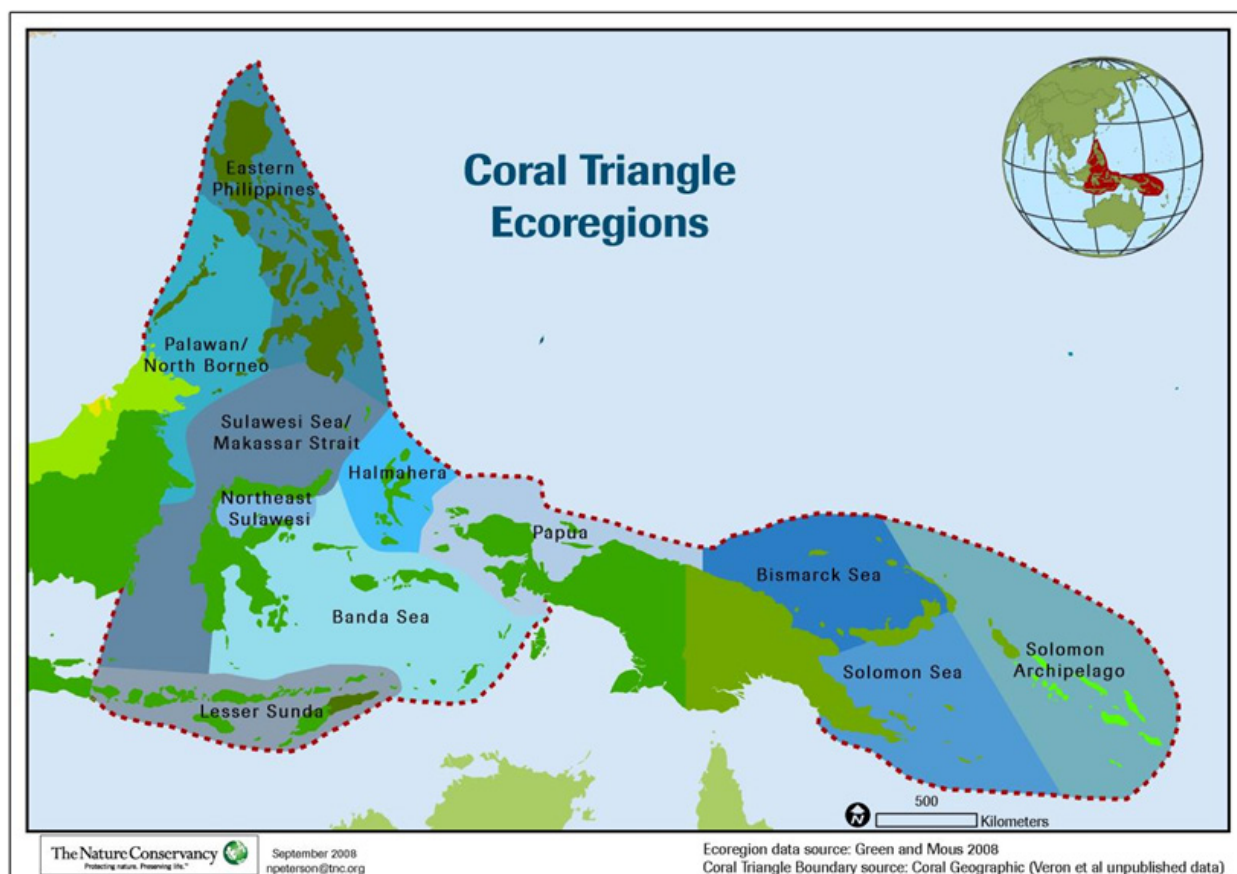 Coral Triangle
Ecoregions
Eastern
Philippines
Palawan/
North Borneo
Sulawesi Sea/
Makassar Strait
Halmahera
Northeast
Sulawesi
Papua
Bismarck Sea
Banda Sea
Solomon
Archipelago
Solomon Sea
Lesser Sunda
N
500
Kilometers
The Nature Conservancy
Protecting nature. Preserving life.™
September 2008
npeterson@tnc.org
Ecoregion data source: Green and Mous 2008
Coral Triangle Boundary source: Coral Geographic (Veron et al unpublished data)